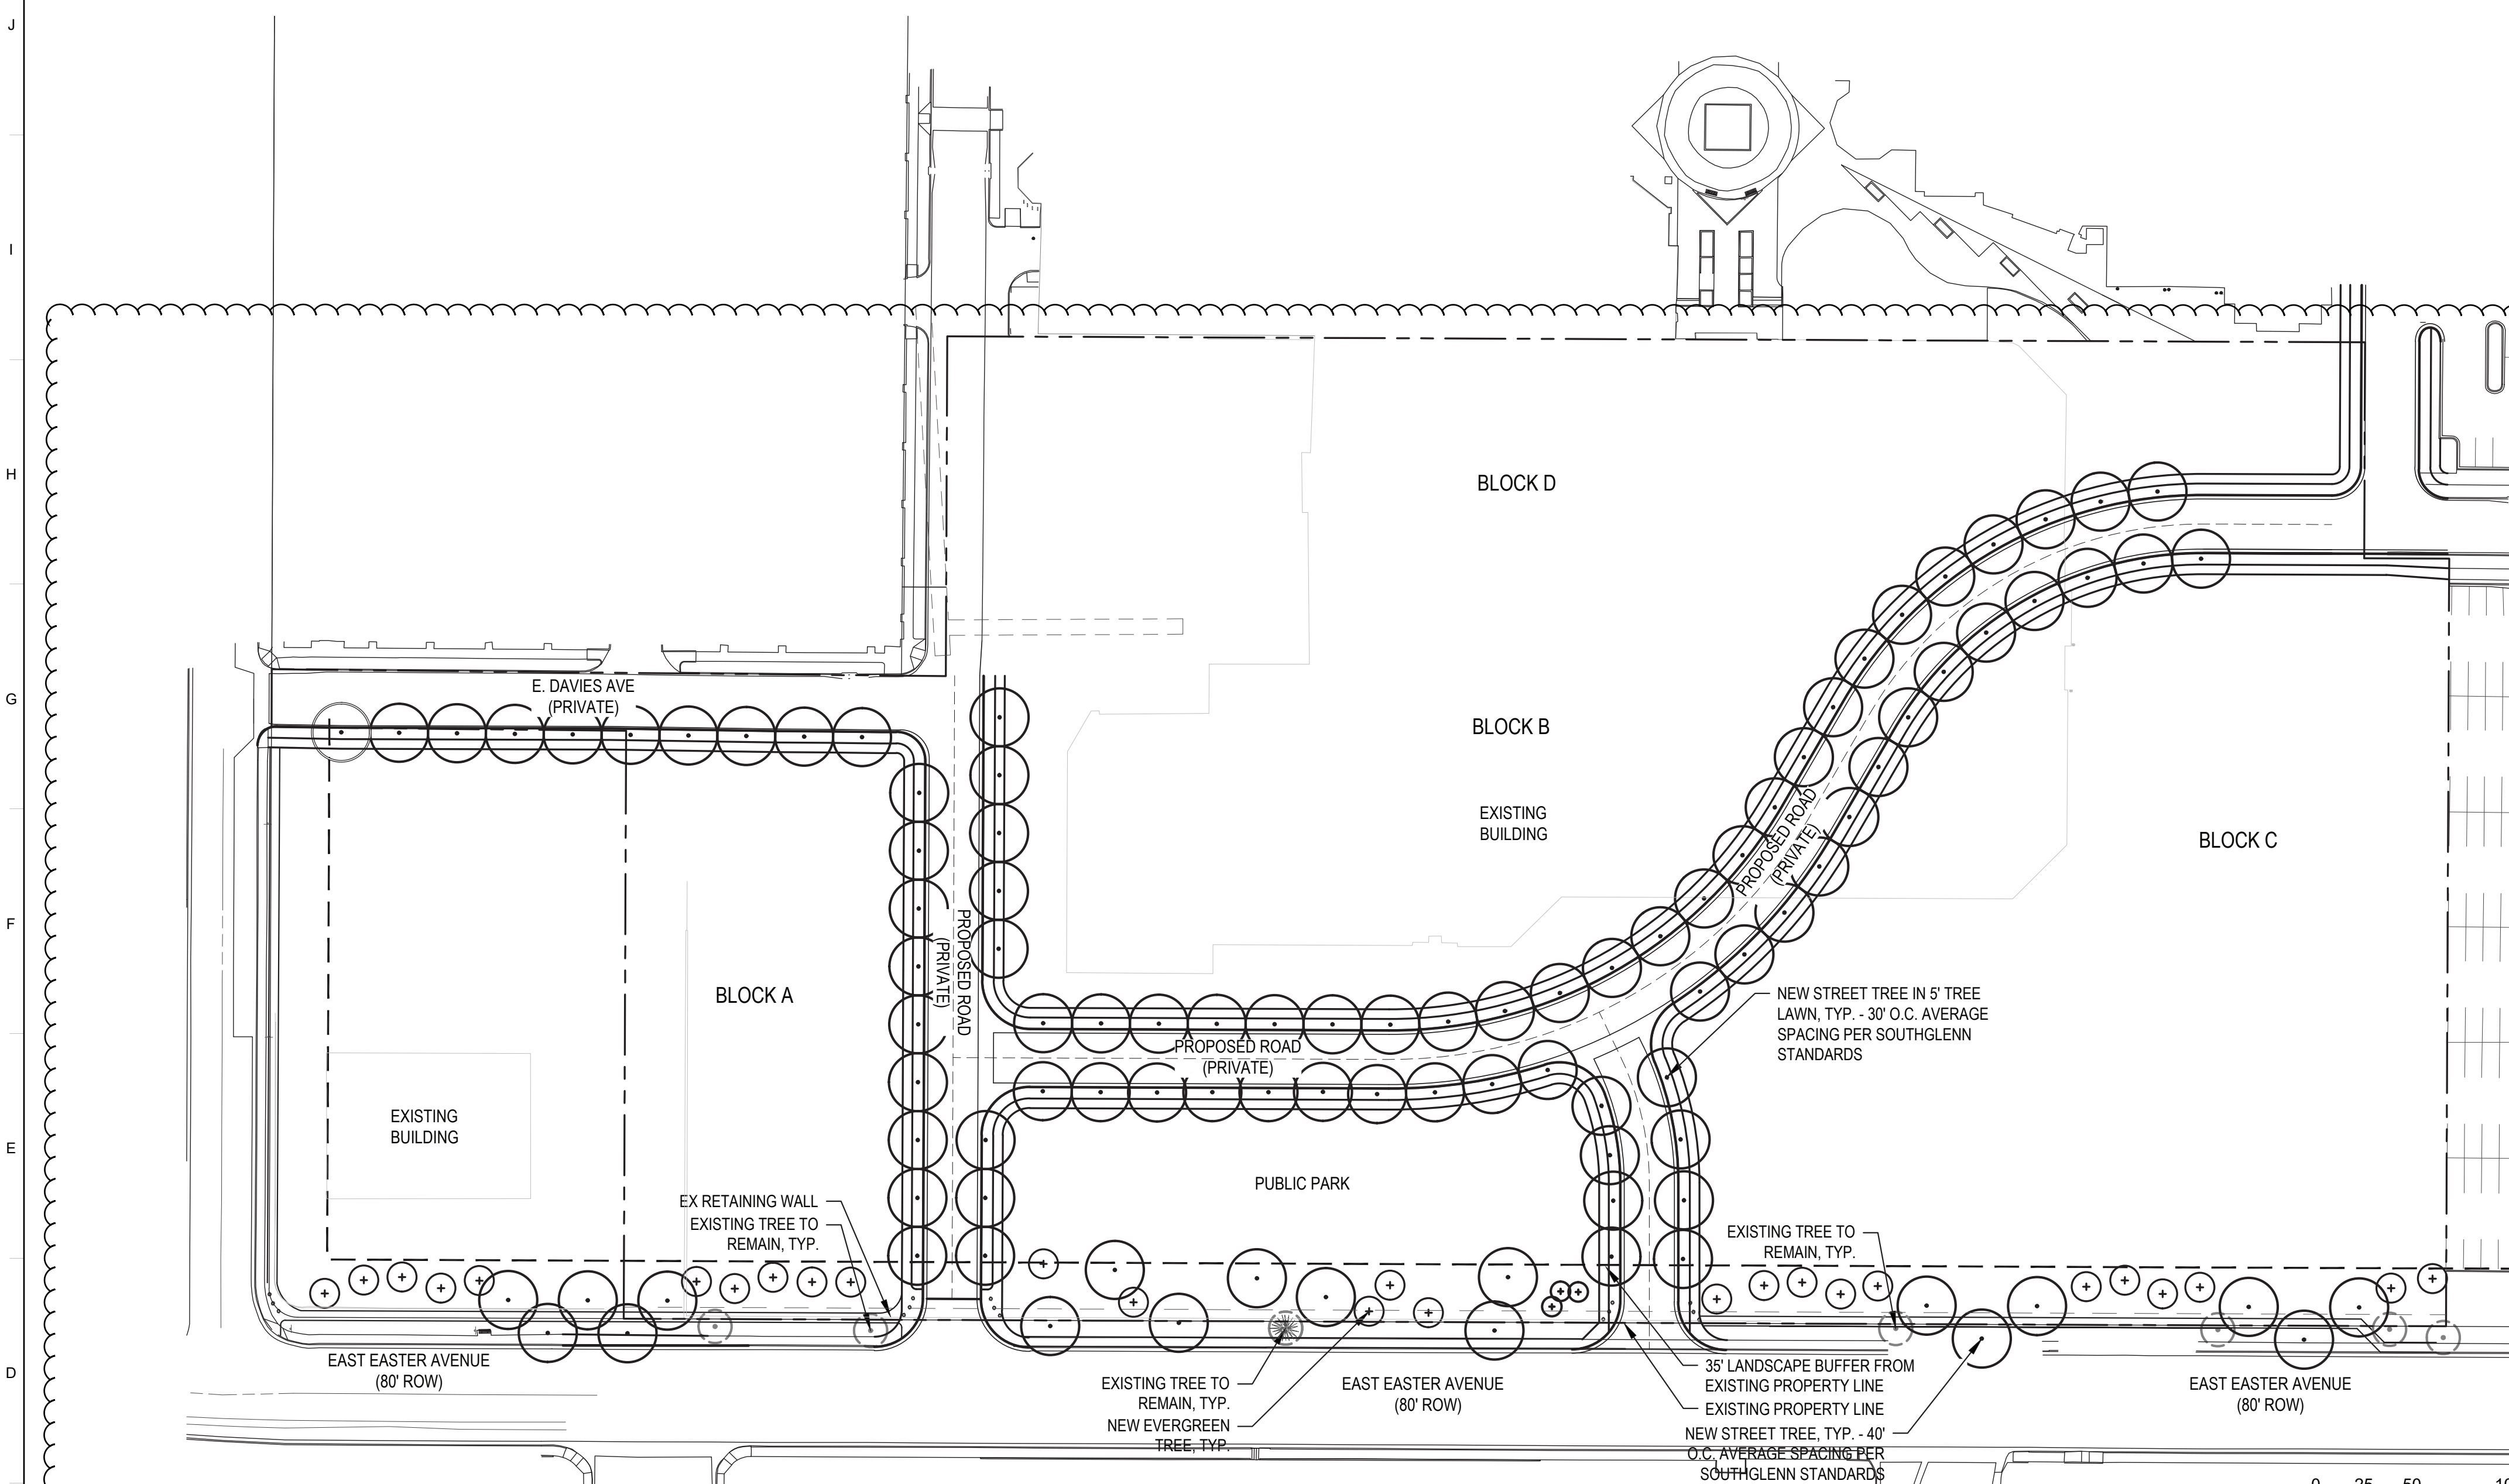 J
I
H
G
F
E
D
BLOCK D
E. DAVIES AVE
(PRIVATE)
BLOCK B
EXISTING
BUILDING
PROPOSED ROAD
(PRIVATE)
BLOCK C
BLOCK A
PROPOSED ROAD
(PRIVATE)
NEW STREET TREE IN 5' TREE
LAWN, TYP. - 30' O.C. AVERAGE
SPACING PER SOUTHGLENN
STANDARDS
PROPOSED ROAD
(PRIVATE)
EXISTING
BUILDING
PUBLIC PARK
EX RETAINING WALL
EXISTING TREE TO
REMAIN, TYP.
EXISTING TREE TO
REMAIN, TYP.
EAST EASTER AVENUE
(80' ROW)
EXISTING TREE TO
REMAIN, TYP.
NEW EVERGREEN
TREE, TYP.
EAST EASTER AVENUE
(80' ROW)
35' LANDSCAPE BUFFER FROM
EXISTING PROPERTY LINE
EXISTING PROPERTY LINE
NEW STREET TREE, TYP. - 40'
O.C. AVERAGE SPACING PER
SOUTHGLENN STANDARDS
EAST EASTER AVENUE
(80' ROW)
0 25 50